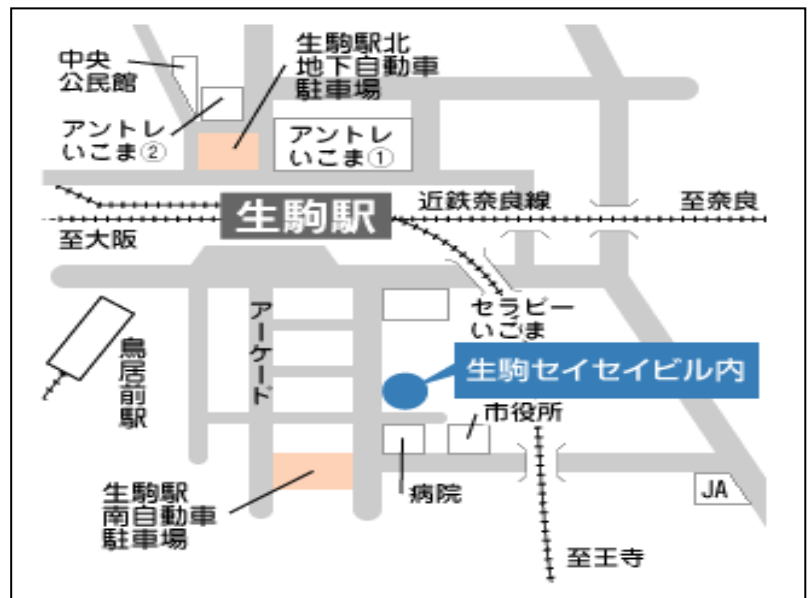 中央
公民館
生駒駅北
地下自動車
駐車場
アントレ
いこま②
アントレ
いこま①
生駒駅
近鉄奈良線
至奈良
至大阪
アーケード
鳥居前駅
セラビー
いこま
生駒セイセイビル内
市役所
生駒駅
南自動車
駐車場
病院
JA
至王寺